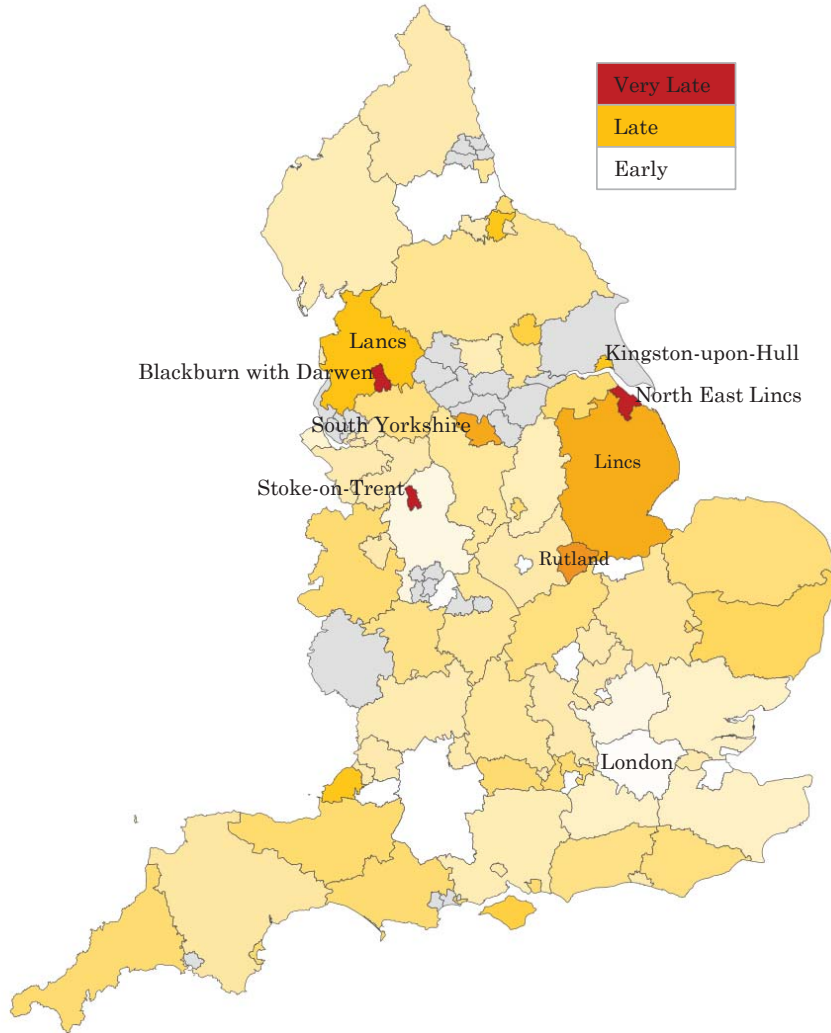 Very Late
Late
Early
Lancs
Kingston-upon-Hull
Blackburn with Darwen
North East Lincs
South Yorkshire
Lincs
Stoke-on-Trent
Rutland
London